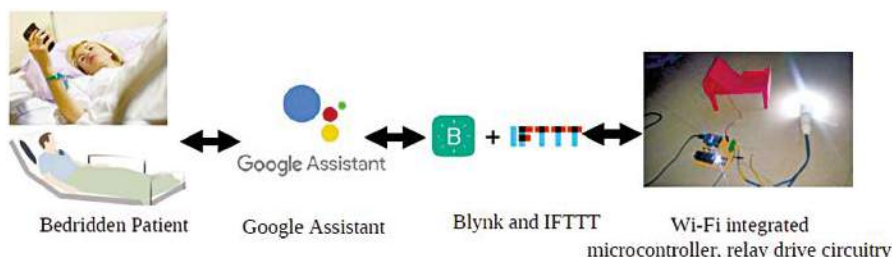 Google Assistant
B + IFTTT
Bedridden Patient
Google Assistant
Blynk and IFTTT
Wi-Fi integrated
microcontroller, relay drive circuitry